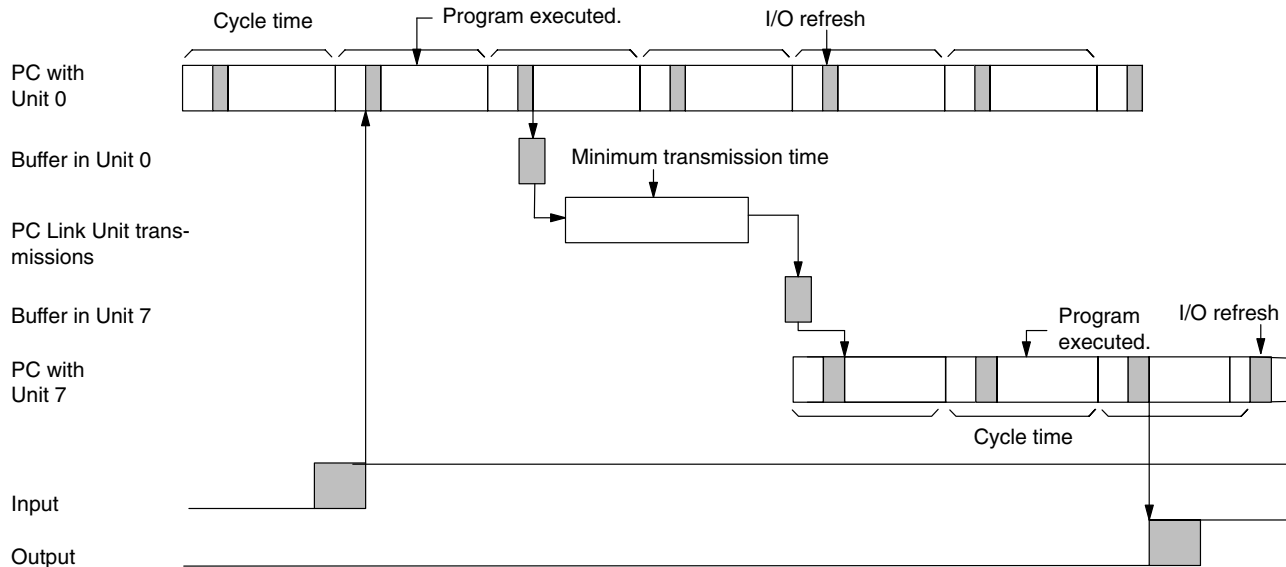 Cycle time
Program executed.
I/O refresh
PC with
Unit 0
Buffer in Unit 0
Minimum transmission time
PC Link Unit trans-
missions
Buffer in Unit 7
Program
executed.
I/O refresh
PC with
Unit 7
Cycle time
Input
Output